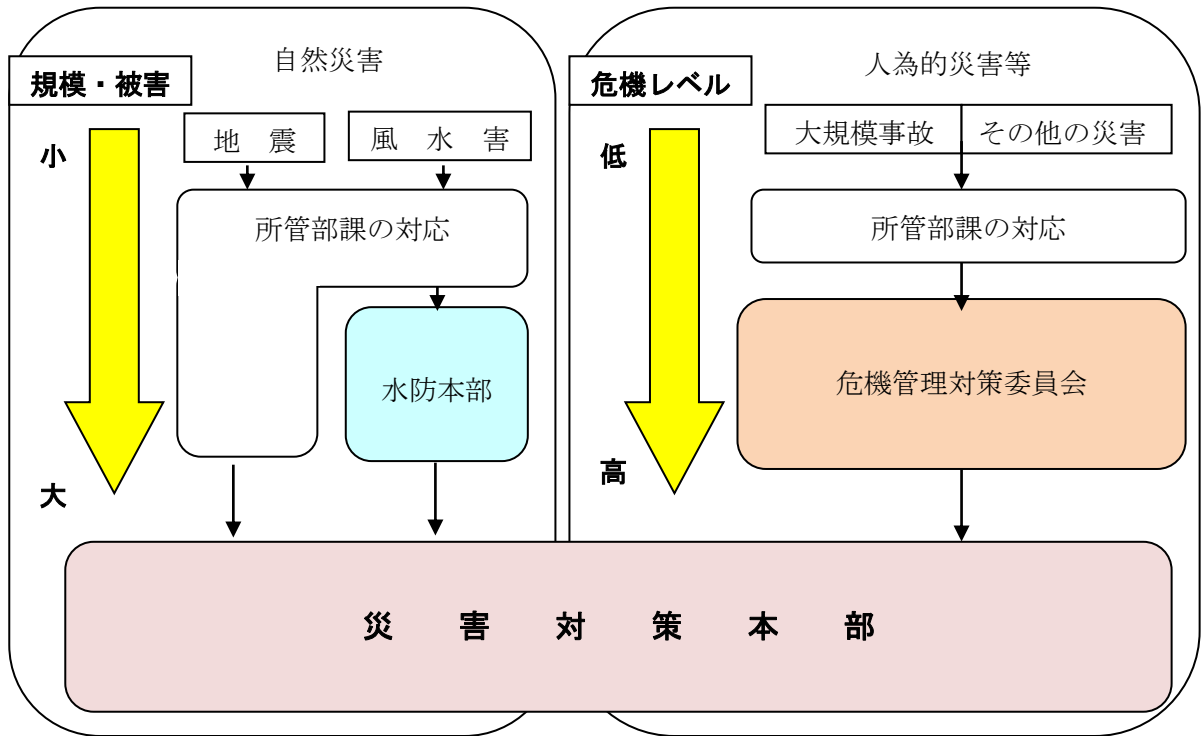 自然災害
規模・被害
小
地 震
風 水 害
所管部課の対応
水防本部
大
人為的災害等
危機レベル
低
大規模事故
その他の災害
所管部課の対応
危機管理対策委員会
高
災 害 対 策 本 部